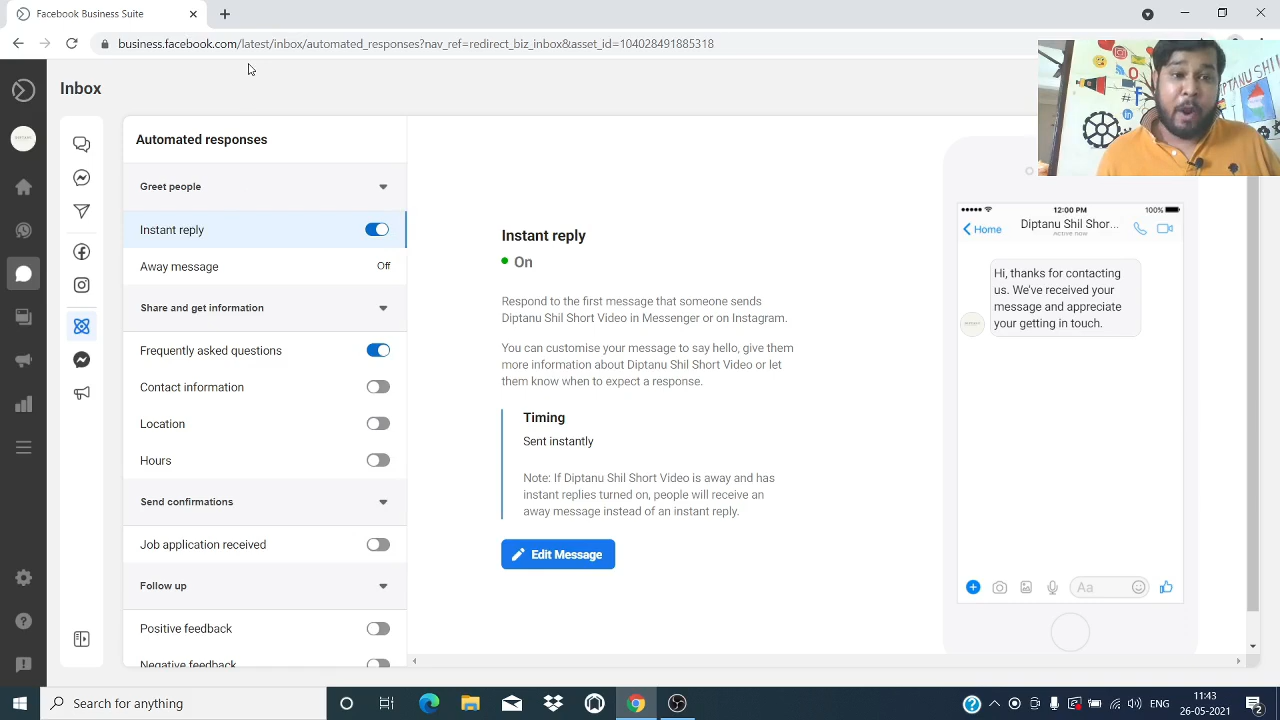 Facebook Business Suite
business.facebook.com/latest/inbox/automated_responses?nav_ref=redirect_biz_inbox&asset_id=104028491885318
Inbox
Automated responses
Greet people
Instant reply
Away message Off
Share and get information
Frequently asked questions
Contact information
Location
Hours
Send confirmations
Job application received
Follow up
Positive feedback
Negative feedback
Instant reply
On
Respond to the first message that someone sends
Diptanu Shil Short Video in Messenger or on Instagram.
You can customise your message to say hello, give them
more information about Diptanu Shil Short Video or let
them know when to expect a response.
Timing
Sent instantly
Note: If Diptanu Shil Short Video is away and has
instant replies turned on, people will receive an
away message instead of an instant reply.
Edit Message
12:00 PM 100%
Home
Diptanu Shil Shor...
Active now
Hi, thanks for contacting
us. We've received your
message and appreciate
your getting in touch.
Aa
Search for anything
ENG
11:43
26-05-2021
2